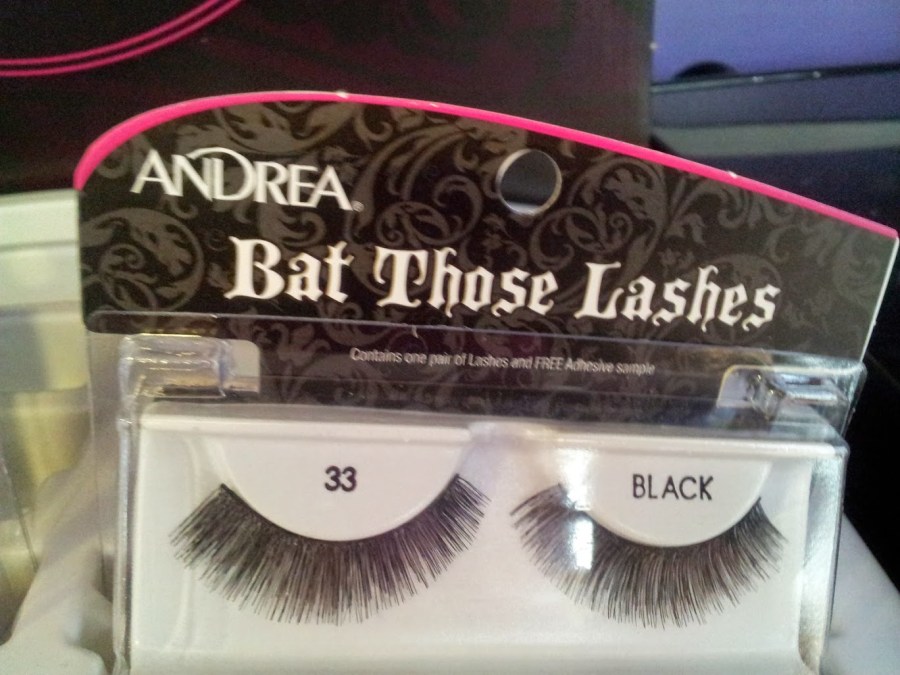 ANDREA®
Bat Those Lashes
Contains one pair of Lashes and FREE Adhesive sample
33
BLACK